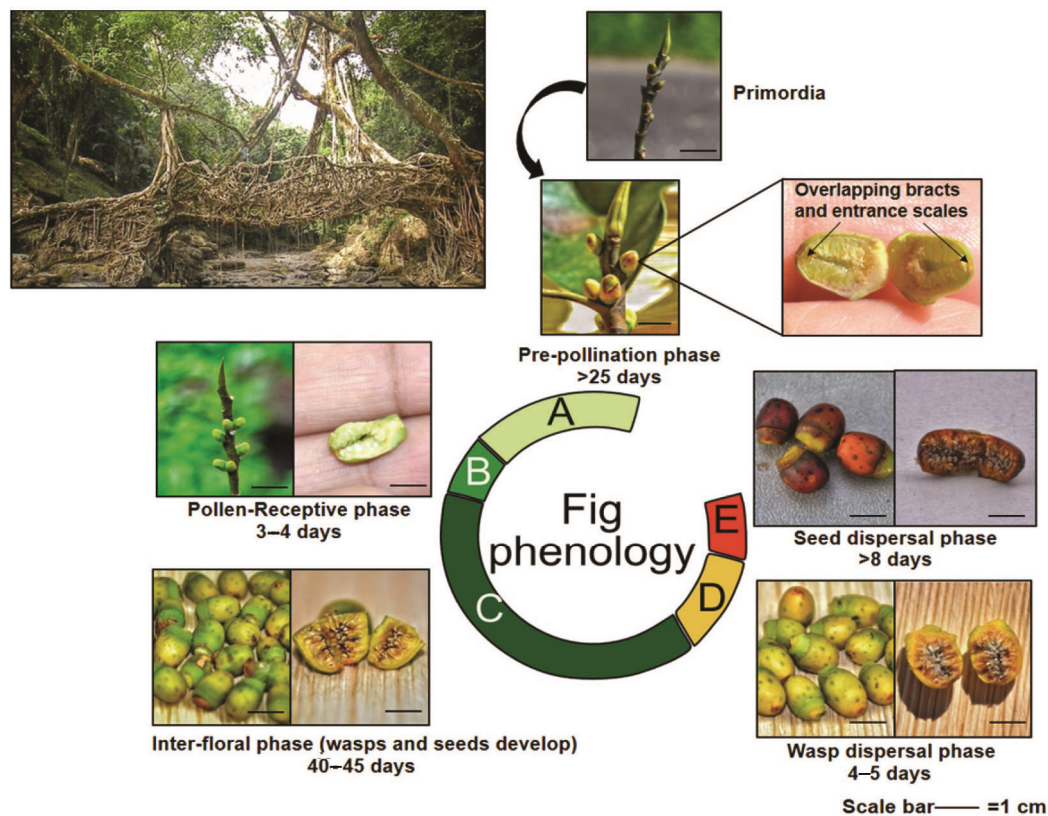 Primordia
Overlapping bracts
and entrance scales
Pre-pollination phase
>25 days
A
B
C
D
E
Fig
phenology
Pollen-Receptive phase
3–4 days
Seed dispersal phase
>8 days
Inter-floral phase (wasps and seeds develop)
40–45 days
Wasp dispersal phase
4–5 days
Scale bar—— =1 cm